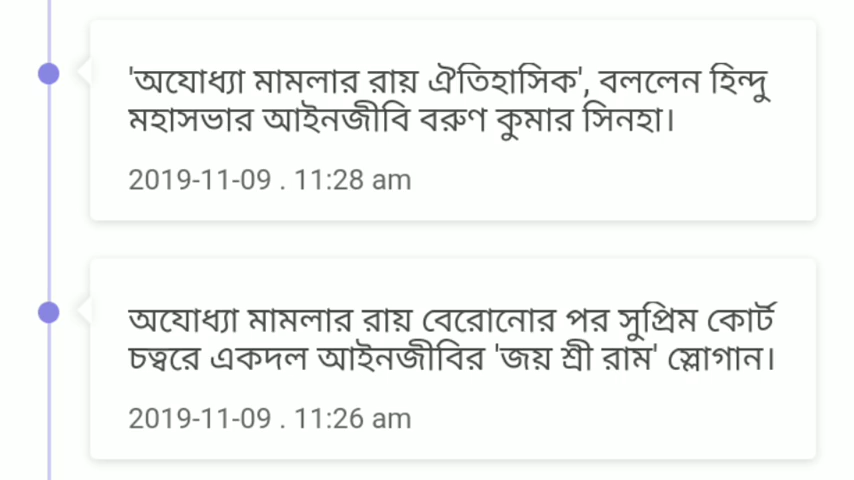 'অযোধ্যা মামলার রায় ঐতিহাসিক', বললেন হিন্দু
মহাসভার আইনজীবি বরুণ কুমার সিনহা।
2019-11-09 . 11:28 am
অযোধ্যা মামলার রায় বেরোনোর পর সুপ্রিম কোর্ট
চত্বরে একদল আইনজীবির 'জয় শ্রী রাম' স্লোগান।
2019-11-09 . 11:26 am